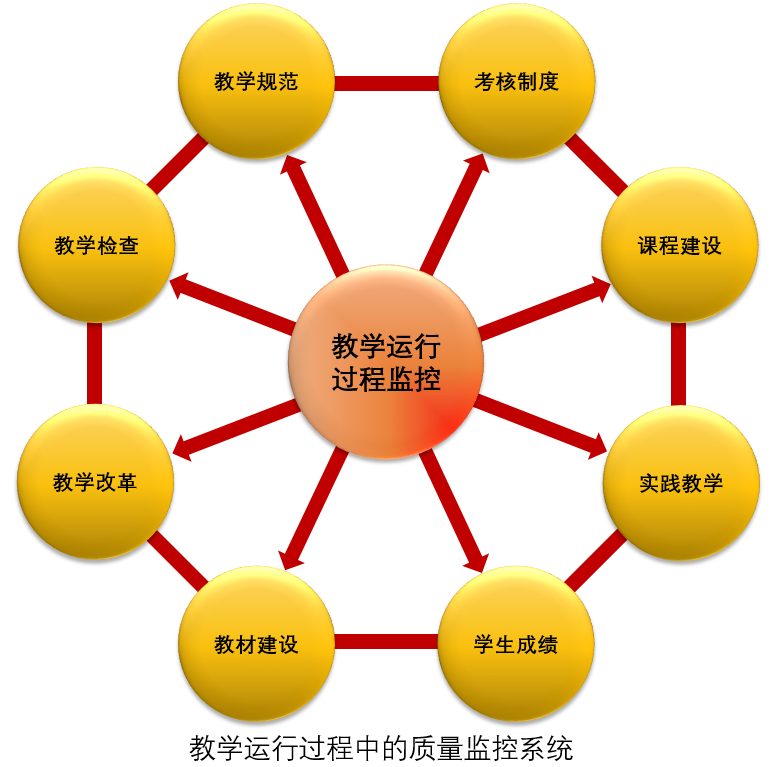 教学规范
考核制度
教学检查
课程建设
教学运行
过程监控
教学改革
实践教学
教材建设
学生成绩
教学运行过程中的质量监控系统